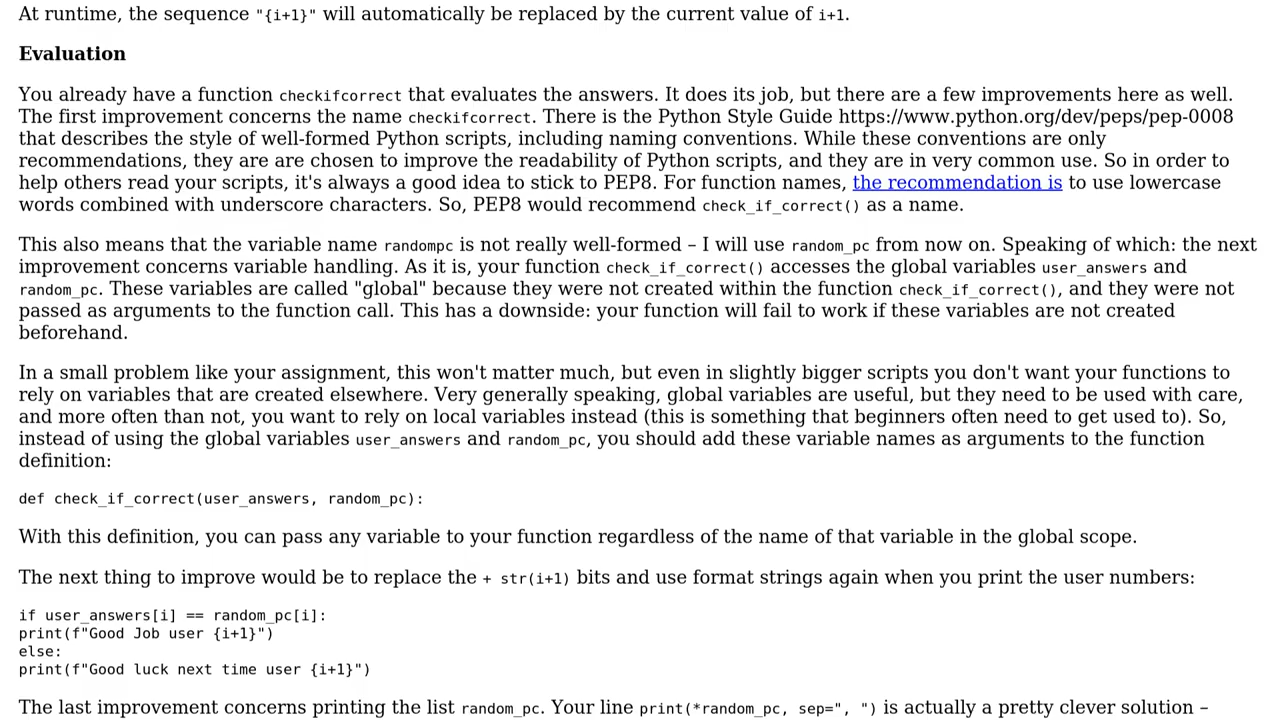 At runtime, the sequence "{i+1}" will automatically be replaced by the current value of i+1.
Evaluation
You already have a function checkifcorrect that evaluates the answers. It does its job, but there are a few improvements here as well.
The first improvement concerns the name checkifcorrect. There is the Python Style Guide https://www.python.org/dev/peps/pep-0008
that describes the style of well-formed Python scripts, including naming conventions. While these conventions are only
recommendations, they are are chosen to improve the readability of Python scripts, and they are in very common use. So in order to
help others read your scripts, it's always a good idea to stick to PEP8. For function names, the recommendation is to use lowercase
words combined with underscore characters. So, PEP8 would recommend check_if_correct() as a name.
This also means that the variable name randompc is not really well-formed – I will use random_pc from now on. Speaking of which: the next
improvement concerns variable handling. As it is, your function check_if_correct() accesses the global variables user_answers and
random_pc. These variables are called "global" because they were not created within the function check_if_correct(), and they were not
passed as arguments to the function call. This has a downside: your function will fail to work if these variables are not created
beforehand.
In a small problem like your assignment, this won't matter much, but even in slightly bigger scripts you don't want your functions to
rely on variables that are created elsewhere. Very generally speaking, global variables are useful, but they need to be used with care,
and more often than not, you want to rely on local variables instead (this is something that beginners often need to get used to). So,
instead of using the global variables user_answers and random_pc, you should add these variable names as arguments to the function
definition:
def check_if_correct(user_answers, random_pc):
With this definition, you can pass any variable to your function regardless of the name of that variable in the global scope.
The next thing to improve would be to replace the + str(i+1) bits and use format strings again when you print the user numbers:
if user_answers[i] == random_pc[i]:
print(f"Good Job user {i+1}")
else:
print(f"Good luck next time user {i+1}")
The last improvement concerns printing the list random_pc. Your line print(*random_pc, sep=", ") is actually a pretty clever solution –